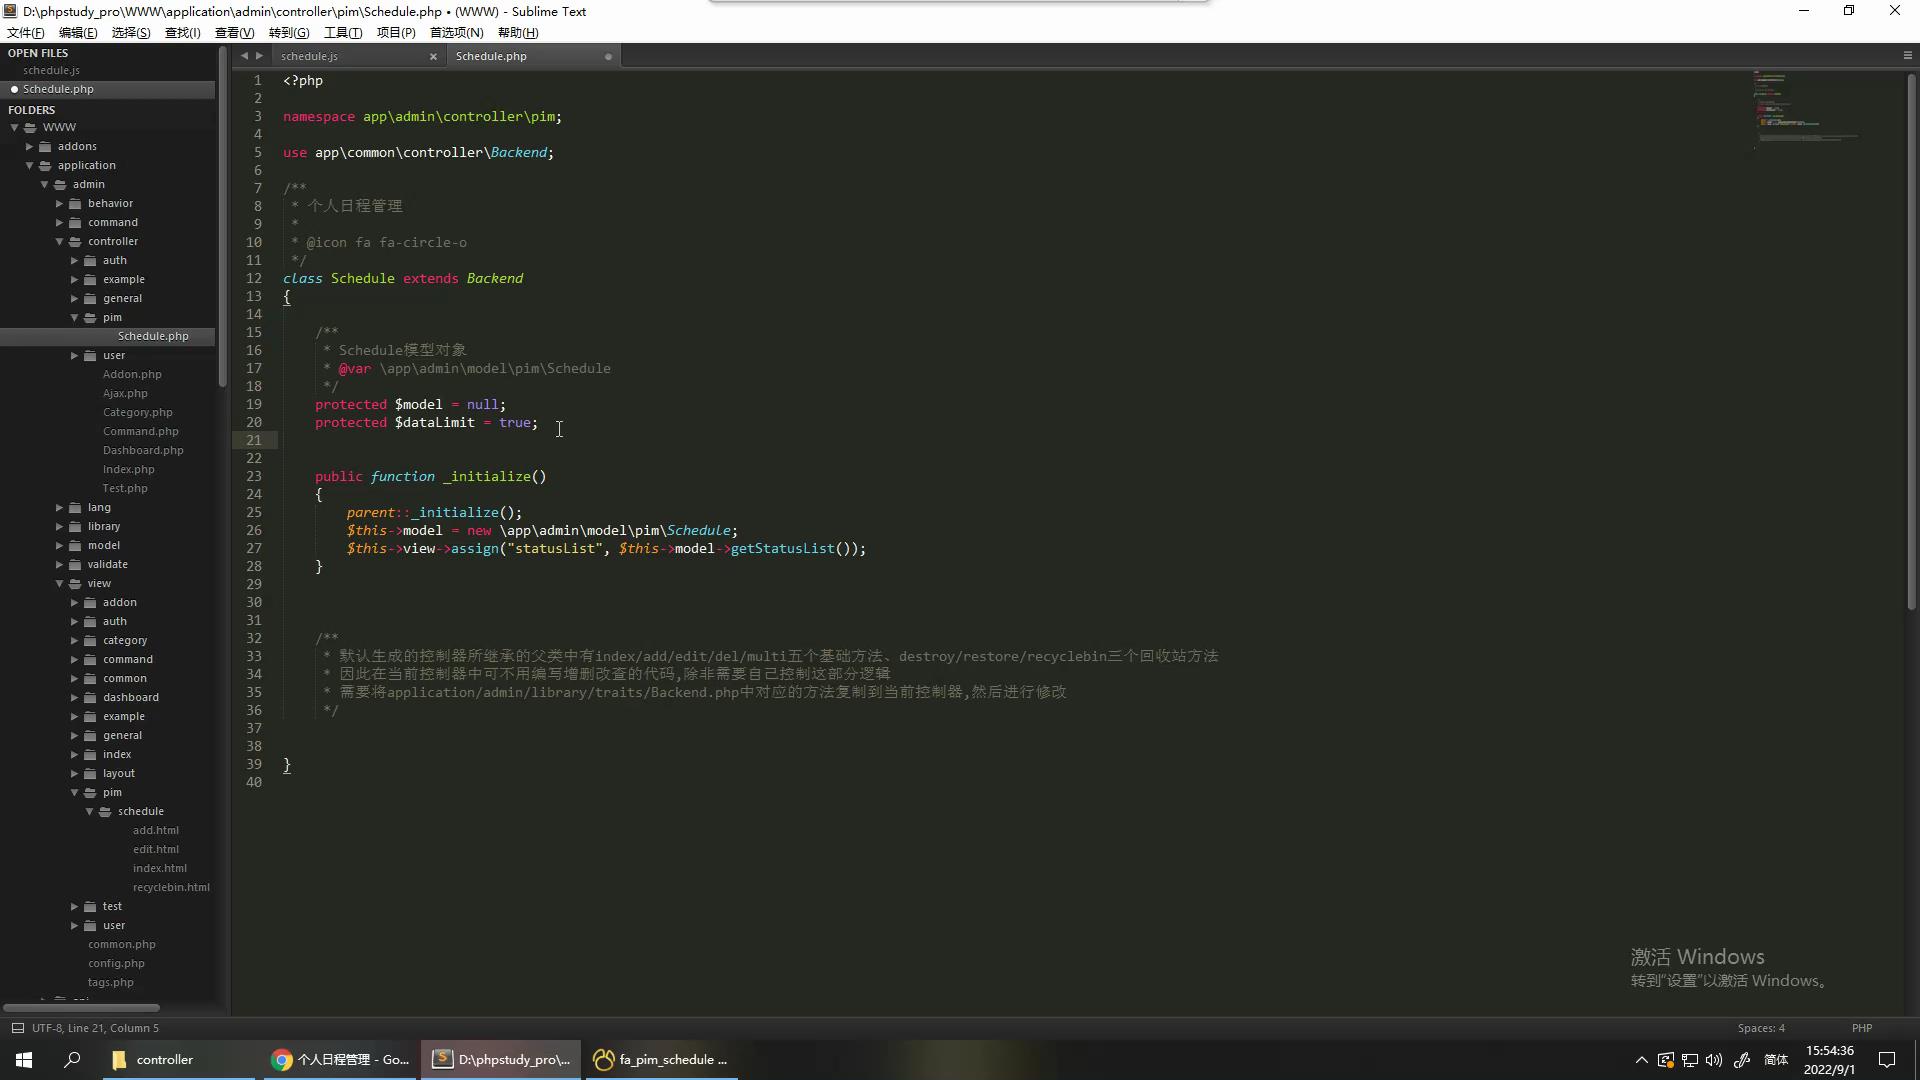 D:\phpstudy_pro\WWW\application\admin\controller\pim\Schedule.php • (WWW) - Sublime Text
文件(F) 编辑(E) 选择(S) 查找(I) 查看(V) 转到(G) 工具(T) 项目(P) 首选项(N) 帮助(H)
OPEN FILES
schedule.js
Schedule.php
FOLDERS
WWW
addons
application
admin
behavior
command
controller
auth
example
general
pim
Schedule.php
user
Addon.php
Ajax.php
Category.php
Command.php
Dashboard.php
Index.php
Test.php
lang
library
model
validate
view
addon
auth
category
command
common
dashboard
example
general
index
layout
pim
schedule
add.html
edit.html
index.html
recyclebin.html
test
user
common.php
config.php
tags.php
schedule.js × Schedule.php
1 <?php
2
3 namespace app\admin\controller\pim;
4
5 use app\common\controller\Backend;
6
7 /**
8 * 个人日程管理
9 *
10 * @icon fa fa-circle-o
11 */
12 class Schedule extends Backend
13 {
14
15 /**
16 * Schedule模型对象
17 * @var \app\admin\model\pim\Schedule
18 */
19 protected $model = null;
20 protected $dataLimit = true;
21
22
23 public function _initialize()
24 {
25 parent::_initialize();
26 $this->model = new \app\admin\model\pim\Schedule;
27 $this->view->assign("statusList", $this->model->getStatusList());
28 }
29
30
31
32 /**
33 * 默认生成的控制器所继承的父类中有index/add/edit/del/multi五个基础方法、destroy/restore/recyclebin三个回收站方法
34 * 因此在当前控制器中可不用编写增删改查的代码,除非需要自己控制这部分逻辑
35 * 需要将application/admin/library/traits/Backend.php中对应的方法复制到当前控制器,然后进行修改
36 */
37
38
39 }
40
激活 Windows
转到"设置"以激活 Windows。
UTF-8, Line 21, Column 5
Spaces: 4 PHP
controller
个人日程管理 - Go...
D:\phpstudy_pro\...
fa_pim_schedule ...
简体
15:54:36
2022/9/1